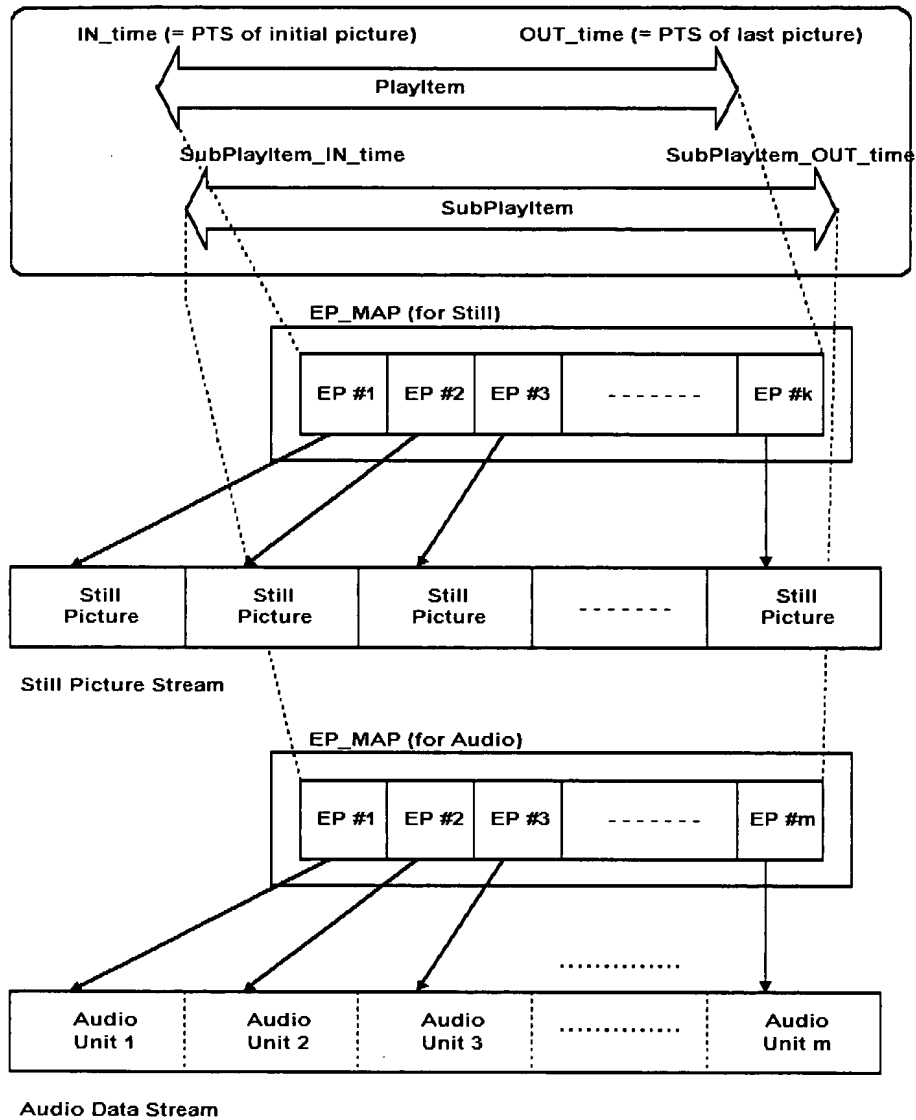 IN_time (= PTS of initial picture) OUT_time (= PTS of last picture)
PlayItem
SubPlayItem_IN_time SubPlayItem_OUT_time
SubPlayItem
EP_MAP (for Still)
EP #1 EP #2 EP #3 - - - - - - - EP #k
Still Still Still Still
Picture Picture Picture - - - - - - - Picture
Still Picture Stream
EP_MAP (for Audio)
EP #1 EP #2 EP #3 - - - - - - - EP #m
Audio Audio Audio Audio
Unit 1 Unit 2 Unit 3 Unit m
Audio Data Stream